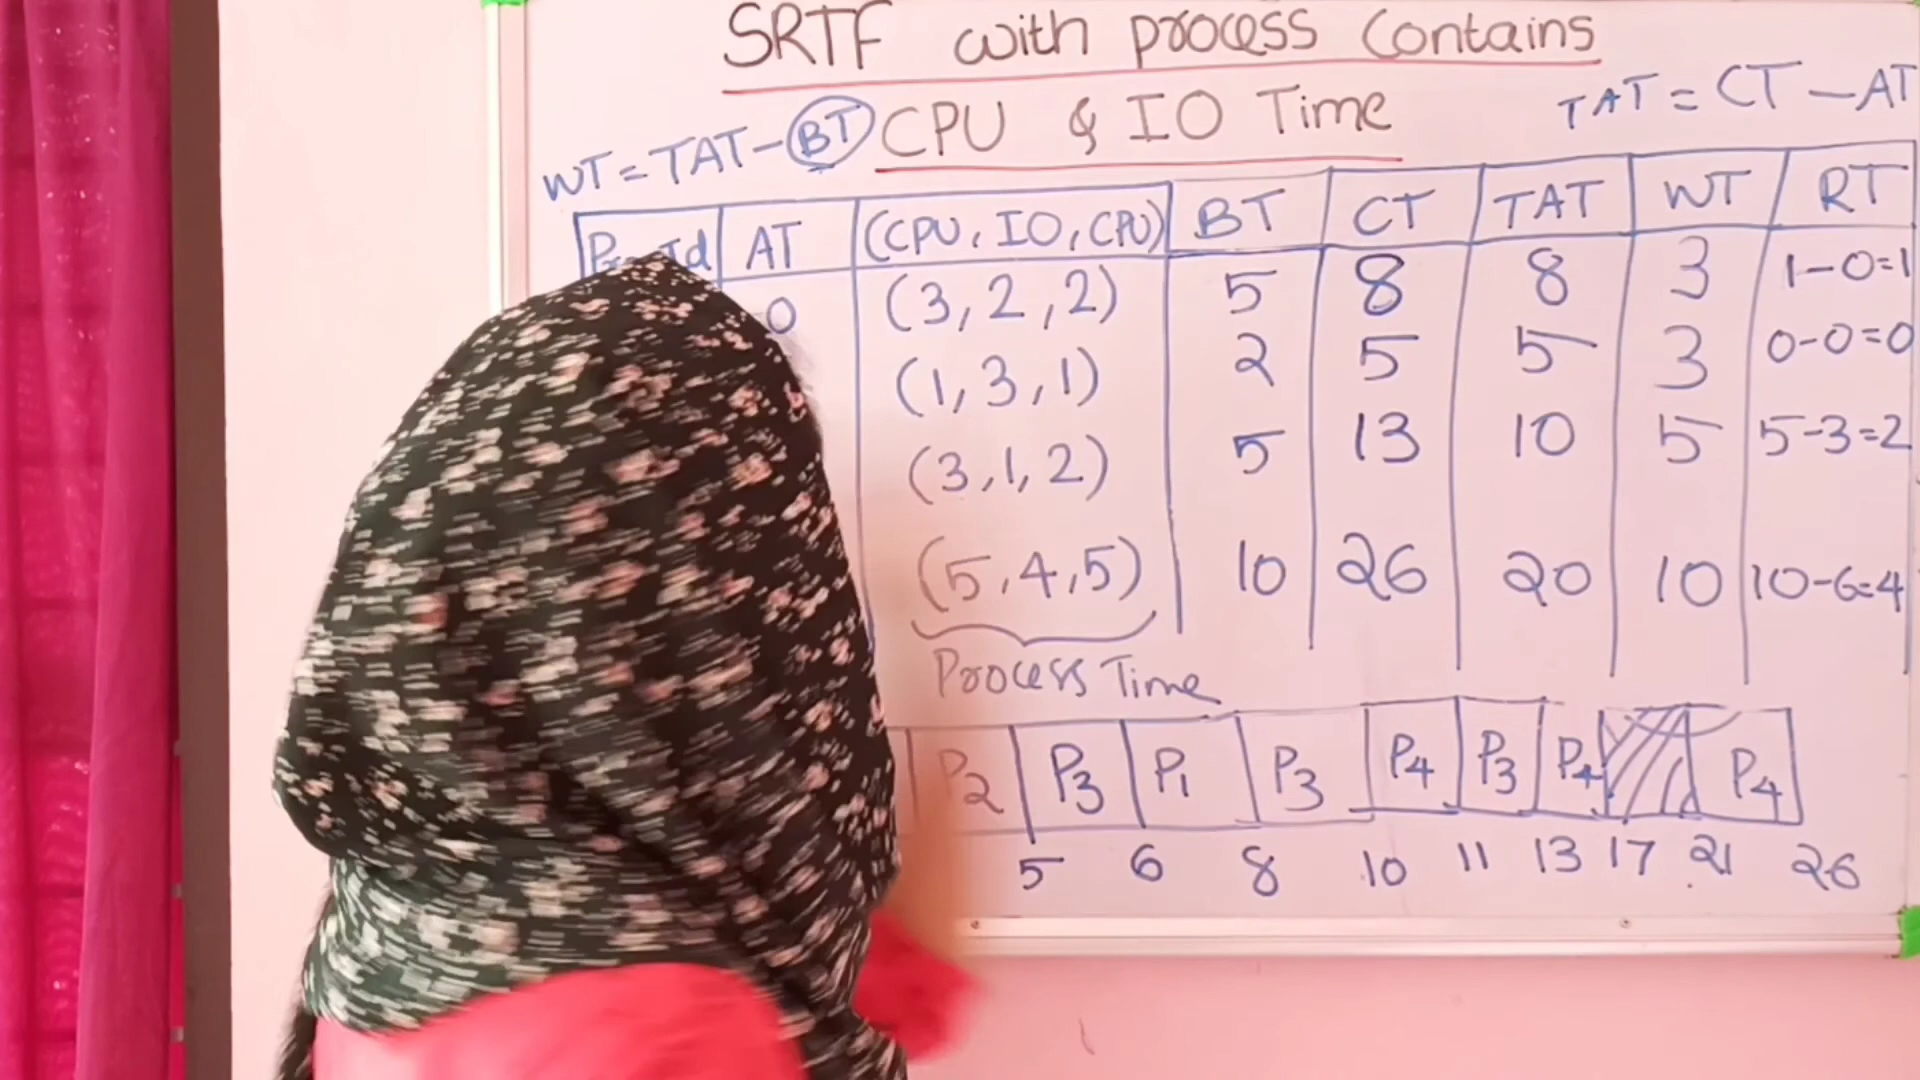 SRTF with process Contains
CPU & IO Time
TAT = CT - AT
WT = TAT - BT
AT (CPU, IO, CPU) BT CT TAT WT RT
0 (3, 2, 2) 5 8 8 3 1-0=1
(1, 3, 1) 2 5 5 3 0-0=0
(3, 1, 2) 5 13 10 5 5-3=2
(5, 4, 5) 10 26 20 10 10-6=4
Process Time
P2 P3 P1 P3 P4 P3 P4 P4
5 6 8 10 11 13 17 21 26